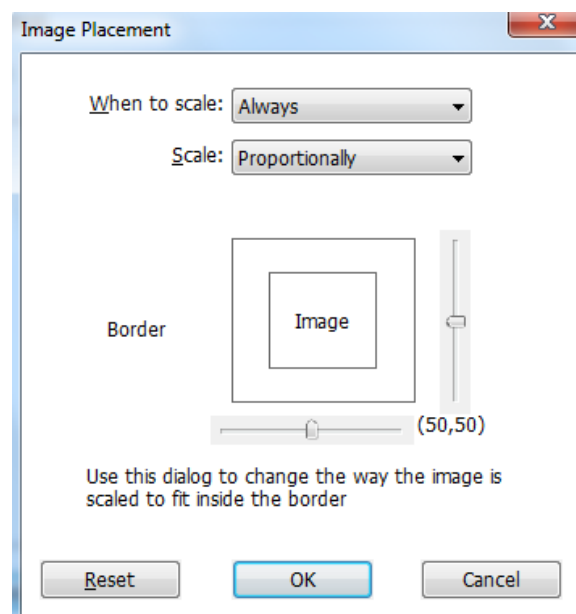 Image Placement
When to scale: Always
Scale: Proportionally
Border
Image
(50,50)
Use this dialog to change the way the image is
scaled to fit inside the border
Reset OK Cancel